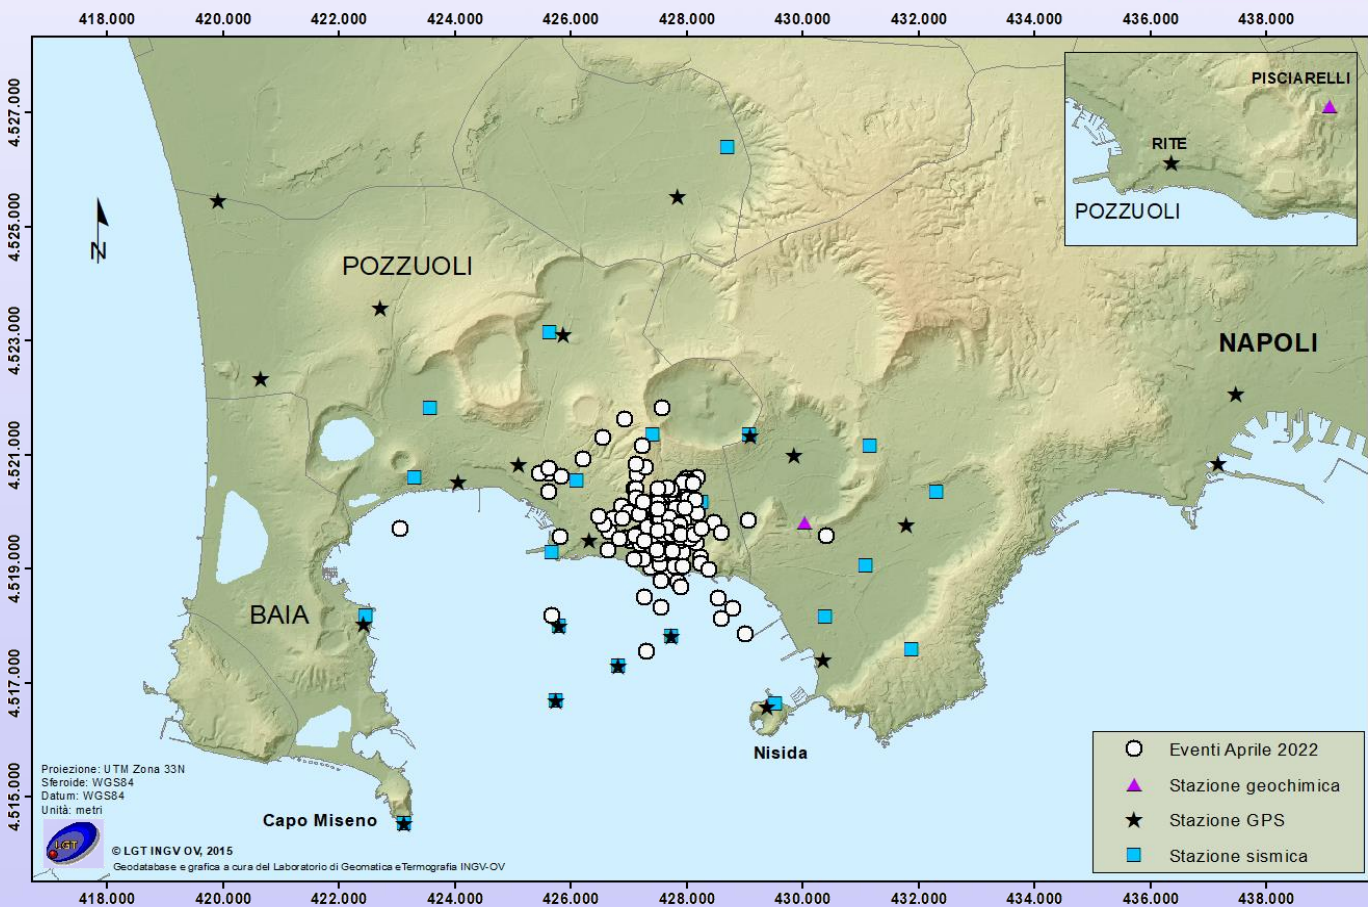 418.000 420.000 422.000 424.000 426.000 428.000 430.000 432.000 434.000 436.000 438.000
4.527.000
4.525.000
4.523.000
4.521.000
4.519.000
4.517.000
4.515.000
PISCIARELLI
RITE
POZZUOLI
N
POZZUOLI
NAPOLI
BAIA
Nisida
Capo Miseno
Eventi Aprile 2022
Stazione geochimica
Stazione GPS
Stazione sismica
Proiezione: UTM Zona 33N
Sferoide: WGS84
Datum: WGS84
Unità: metri
LGT
© LGT INGV OV, 2015
Geodatabase e grafica a cura del Laboratorio di Geomatica e Termografia INGV-OV
418.000 420.000 422.000 424.000 426.000 428.000 430.000 432.000 434.000 436.000 438.000